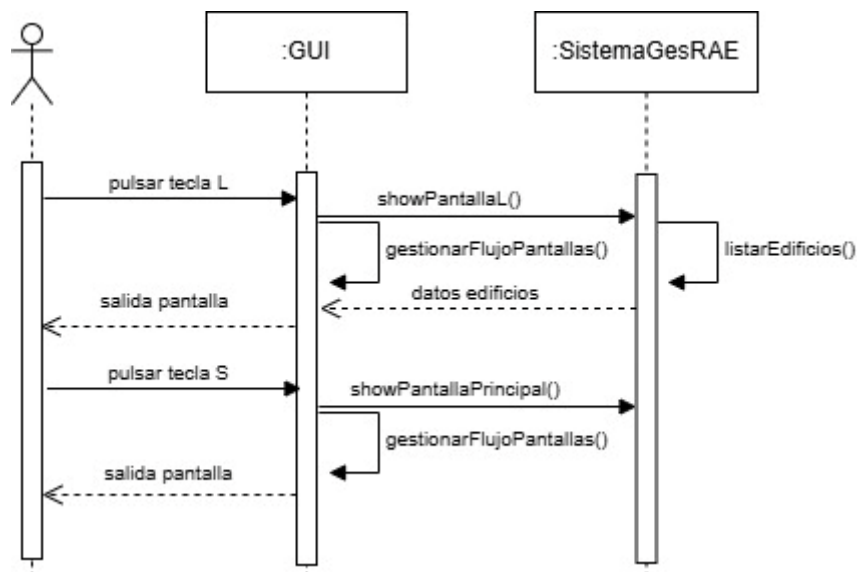 :GUI
:SistemaGesRAE
pulsar tecla L
showPantallaL()
gestionarFlujoPantallas()
listarEdificios()
datos edificios
salida pantalla
pulsar tecla S
showPantallaPrincipal()
gestionarFlujoPantallas()
salida pantalla